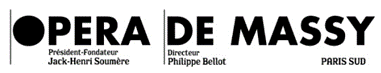 OPERA DE MASSY
Président-Fondateur Directeur
Jack-Henri Soumère Philippe Bellot PARIS SUD